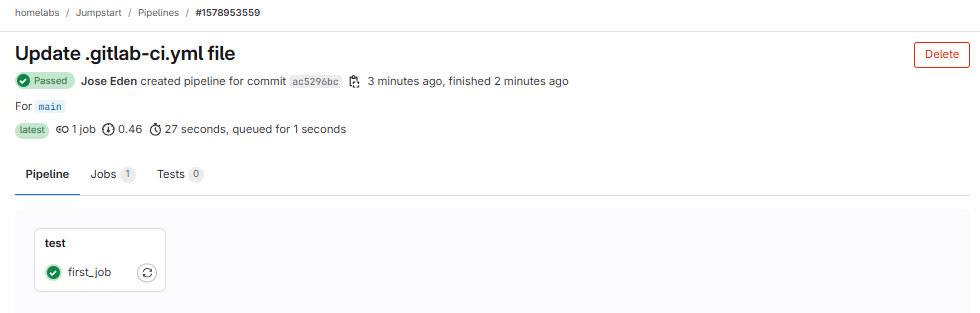 homelabs / Jumpstart / Pipelines / #1578953559
Update .gitlab-ci.yml file
Delete
Passed Jose Eden created pipeline for commit ac5296bc 3 minutes ago, finished 2 minutes ago
For main
latest 1 job 0.46 27 seconds, queued for 1 seconds
Pipeline Jobs 1 Tests 0
test
first_job